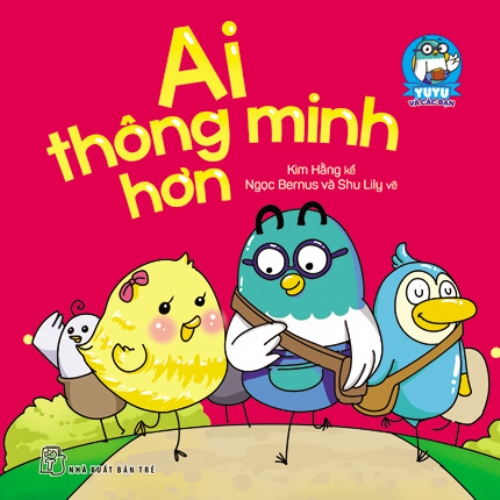 Ai
thông minh
hơn
YUYU
VÀ CÁC BẠN
Kim Hằng kể
Ngọc Bernus và Shu Lily vẽ
NHÀ XUẤT BẢN TRẺ